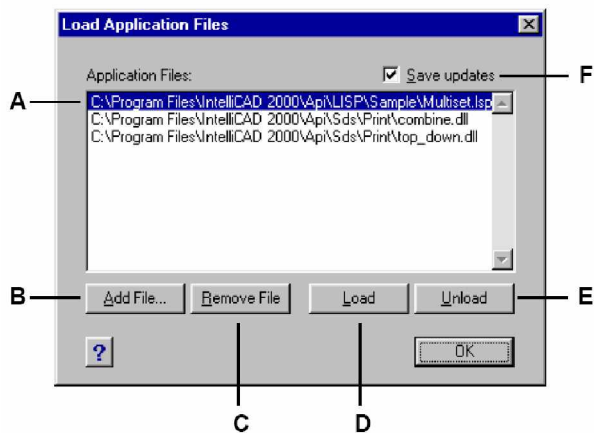 Load Application Files
Application Files:
Save updates
F
A
C:\Program Files\IntelliCAD 2000\Api\LISP\Sample\Multiset.lsp
C:\Program Files\IntelliCAD 2000\Api\Sds\Print\combine.dll
C:\Program Files\IntelliCAD 2000\Api\Sds\Print\top_down.dll
B
Add File...
Remove File
Load
Unload
E
?
OK
C
D